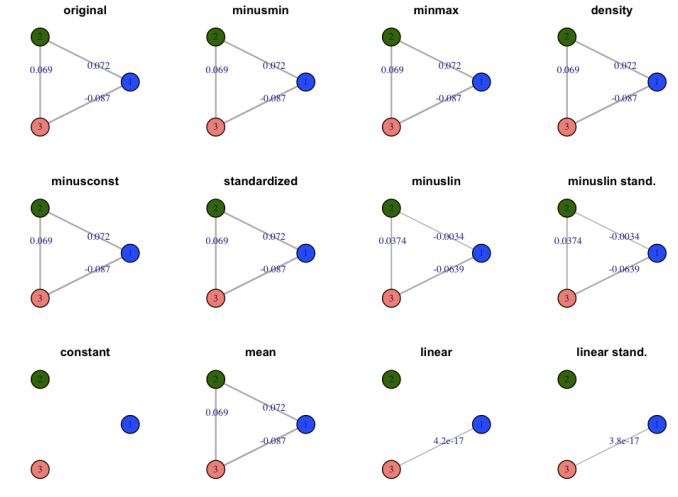 original minusmin minmax density
2 2 2 2
0.072 0.072 0.072 0.072
0.069 0.069 0.069 0.069
1 1 1 1
-0.087 -0.087 -0.087 -0.087
3 3 3 3
minusconst standardized minuslin minuslin stand.
2 2 2 2
0.072 0.072 -0.0034 -0.0034
0.069 0.069 0.0374 0.0374
1 1 1 1
-0.087 -0.087 -0.0639 -0.0639
3 3 3 3
constant mean linear linear stand.
2 2 2 2
0.072
0.069
1 1 1 1
-0.087 4.2e-17 3.8e-17
3 3 3 3